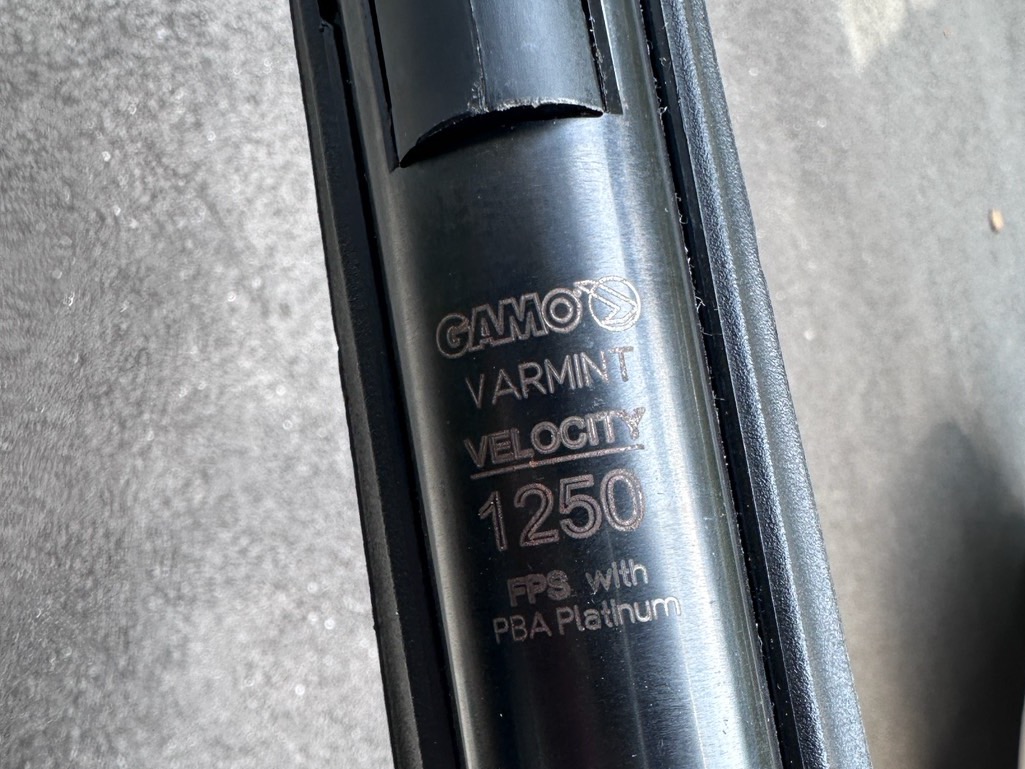 GAMO
VARMINT
VELOCITY
1250
FPS with
PBA Platinum